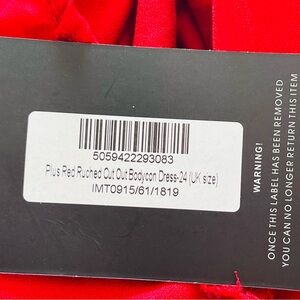 5059422293083
Plus Red Ruched Cut Out Bodycon Dress-24 (UK size)
IMT0915/61/1819
WARNING!
ONCE THIS LABEL HAS BEEN REMOVED
YOU CAN NO LONGER RETURN THIS ITEM